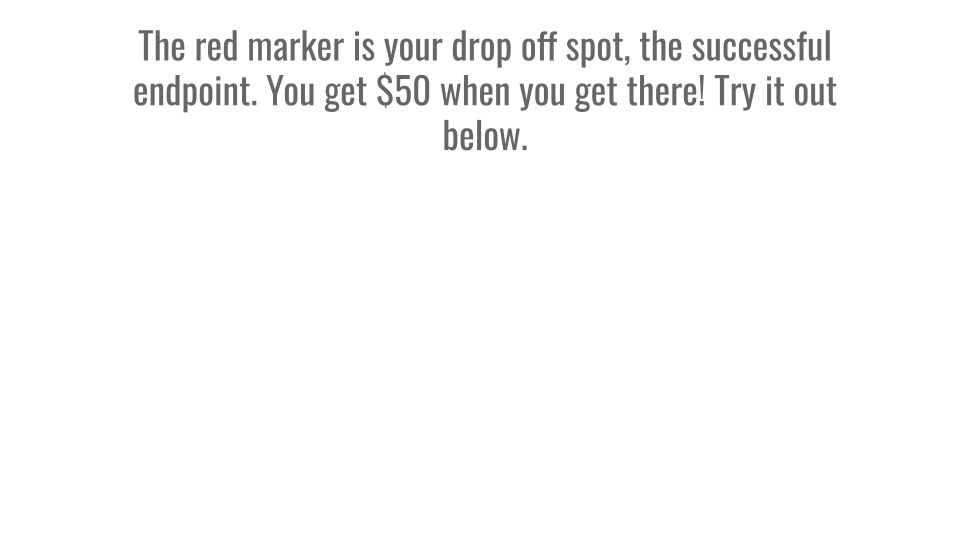 The red marker is your drop off spot, the successful
endpoint. You get $50 when you get there! Try it out
below.